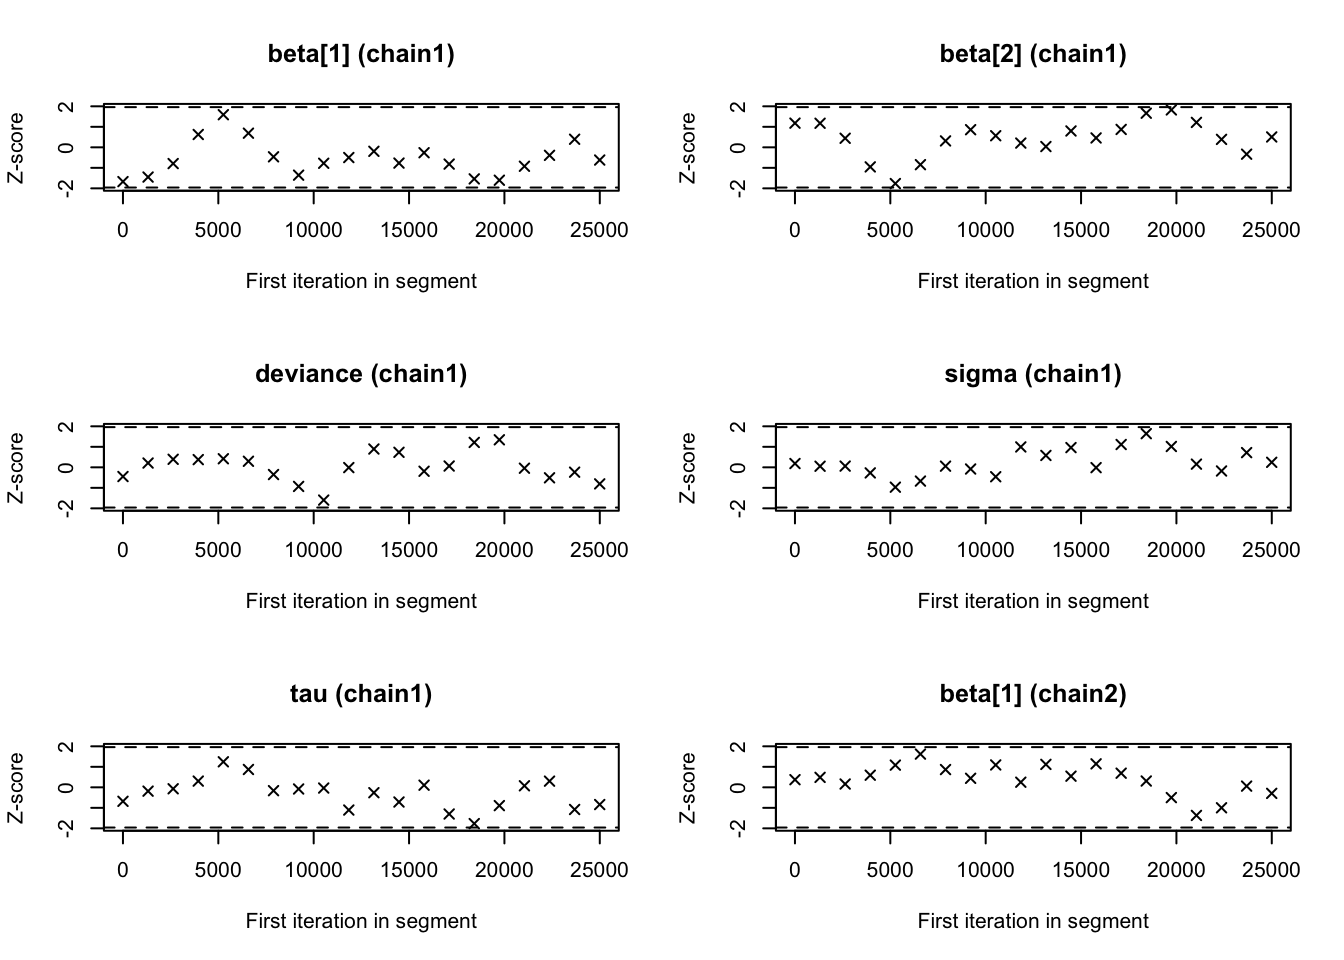 beta[1] (chain1)
Z-score
2
0
-2
0 5000 10000 15000 20000 25000
First iteration in segment
beta[2] (chain1)
Z-score
2
0
-2
0 5000 10000 15000 20000 25000
First iteration in segment
deviance (chain1)
Z-score
2
0
-2
0 5000 10000 15000 20000 25000
First iteration in segment
sigma (chain1)
Z-score
2
0
-2
0 5000 10000 15000 20000 25000
First iteration in segment
tau (chain1)
Z-score
2
0
-2
0 5000 10000 15000 20000 25000
First iteration in segment
beta[1] (chain2)
Z-score
2
0
-2
0 5000 10000 15000 20000 25000
First iteration in segment